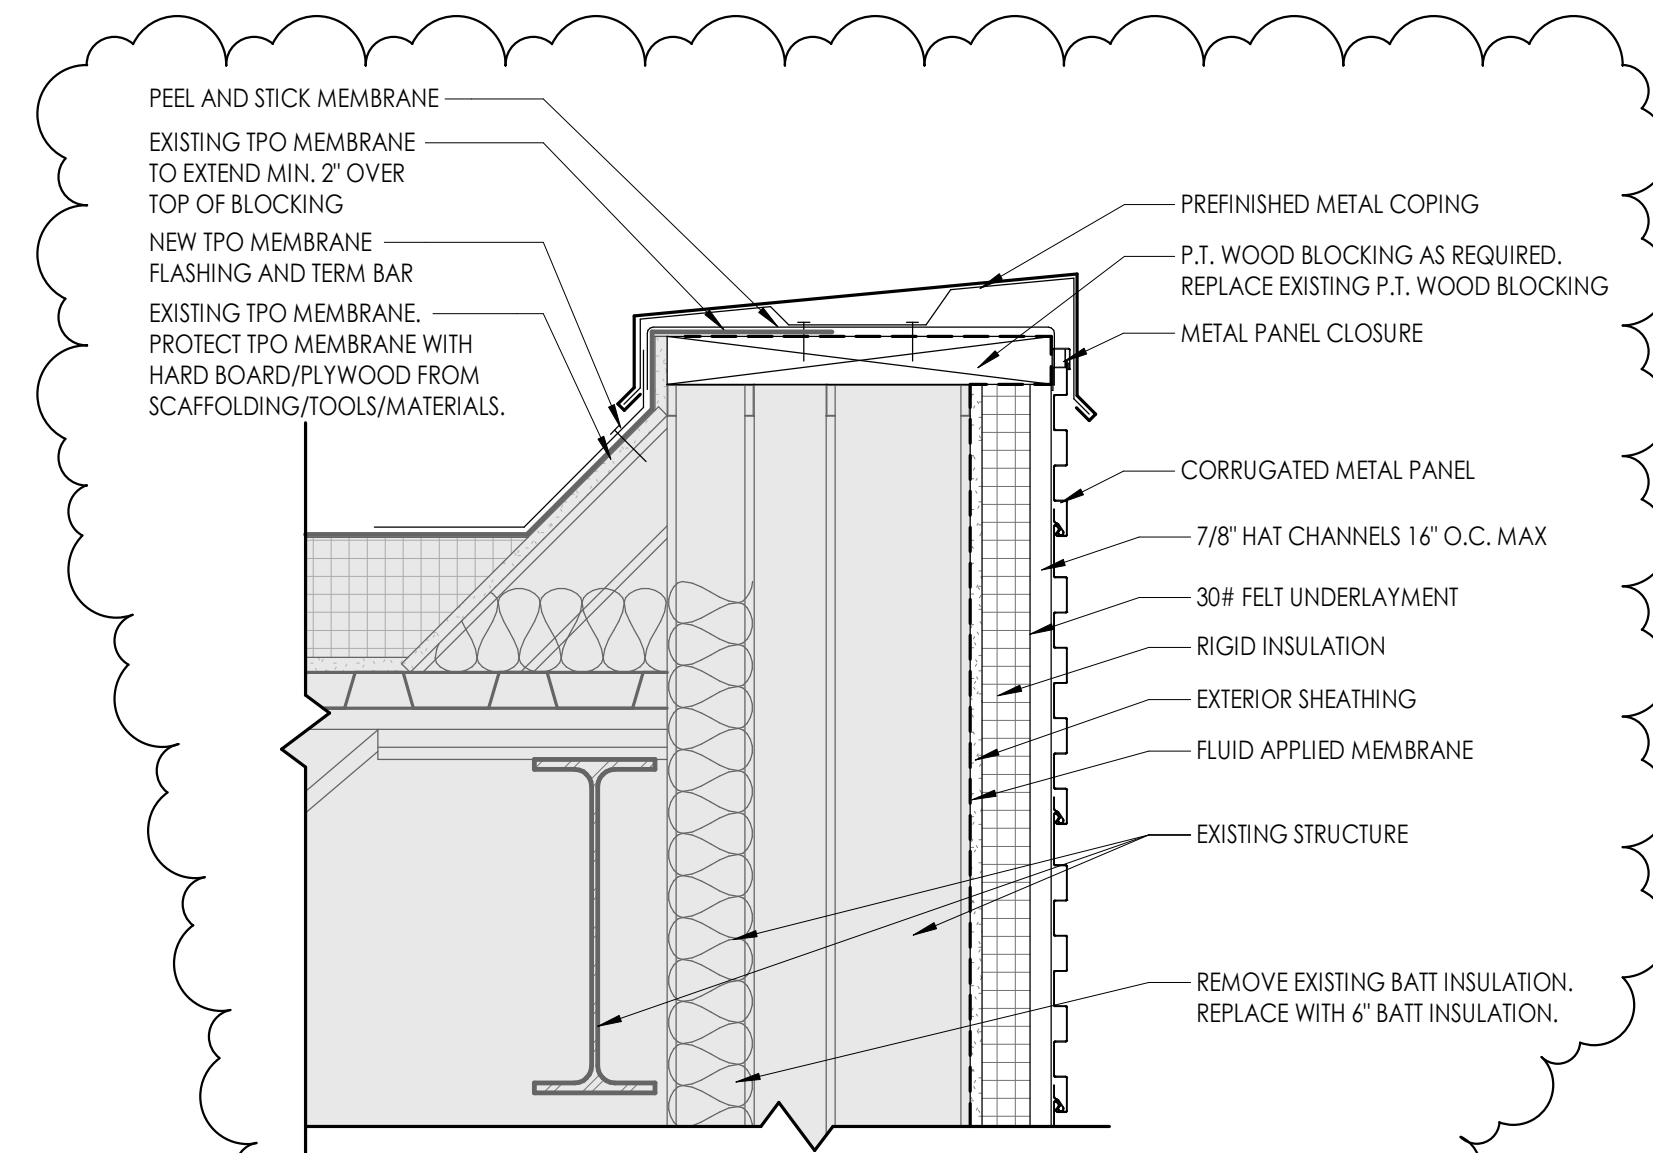 PEEL AND STICK MEMBRANE
EXISTING TPO MEMBRANE
TO EXTEND MIN. 2" OVER
TOP OF BLOCKING
NEW TPO MEMBRANE
FLASHING AND TERM BAR
EXISTING TPO MEMBRANE.
PROTECT TPO MEMBRANE WITH
HARD BOARD/PLYWOOD FROM
SCAFFOLDING/TOOLS/MATERIALS.
PREFINISHED METAL COPING
P.T. WOOD BLOCKING AS REQUIRED.
REPLACE EXISTING P.T. WOOD BLOCKING
METAL PANEL CLOSURE
CORRUGATED METAL PANEL
7/8" HAT CHANNELS 16" O.C. MAX
30# FELT UNDERLAYMENT
RIGID INSULATION
EXTERIOR SHEATHING
FLUID APPLIED MEMBRANE
EXISTING STRUCTURE
REMOVE EXISTING BATT INSULATION.
REPLACE WITH 6" BATT INSULATION.